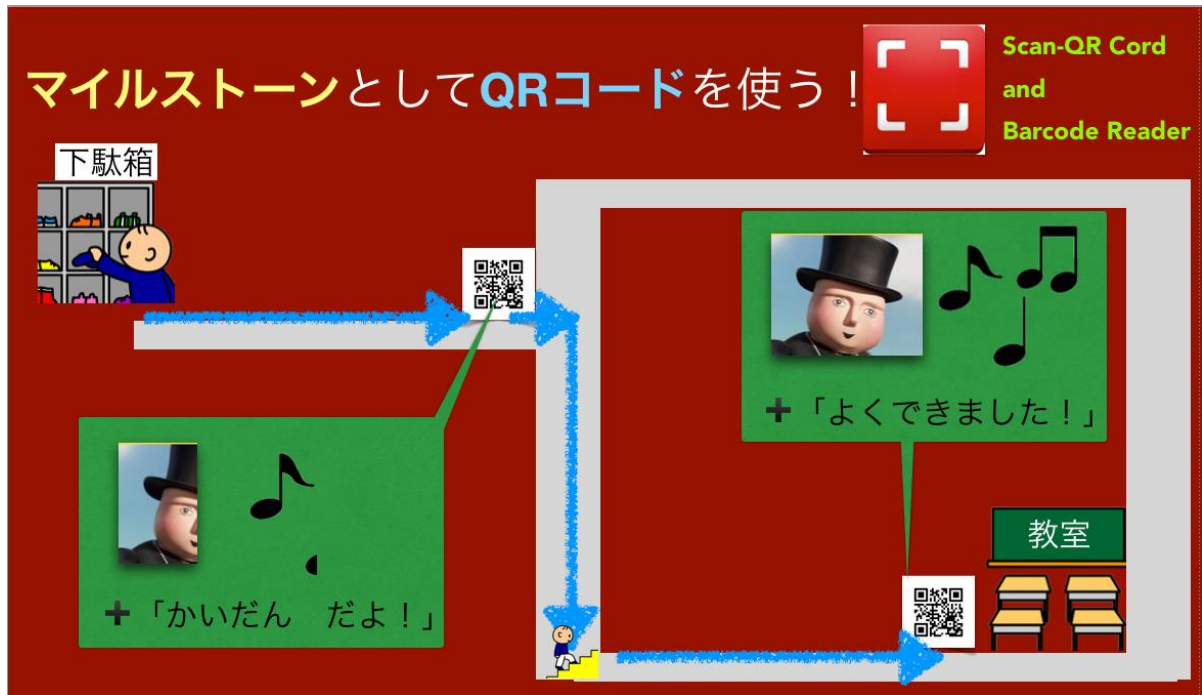 マイルストーンとしてQRコードを使う！
Scan-QR Cord
and
Barcode Reader
下駄箱
＋「よくできました！」
＋「かいだん　だよ！」
教室